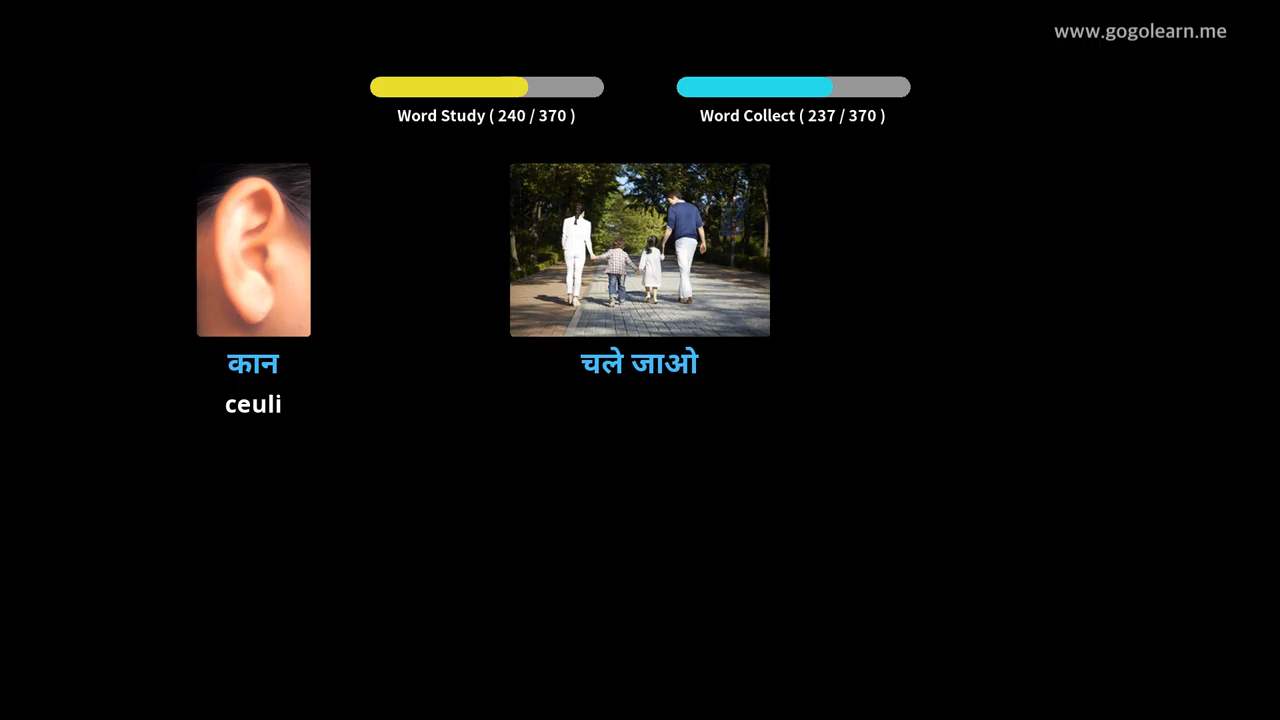 www.gogolearn.me
Word Study ( 240 / 370 )
Word Collect ( 237 / 370 )
कान
चले जाओ
ceuli